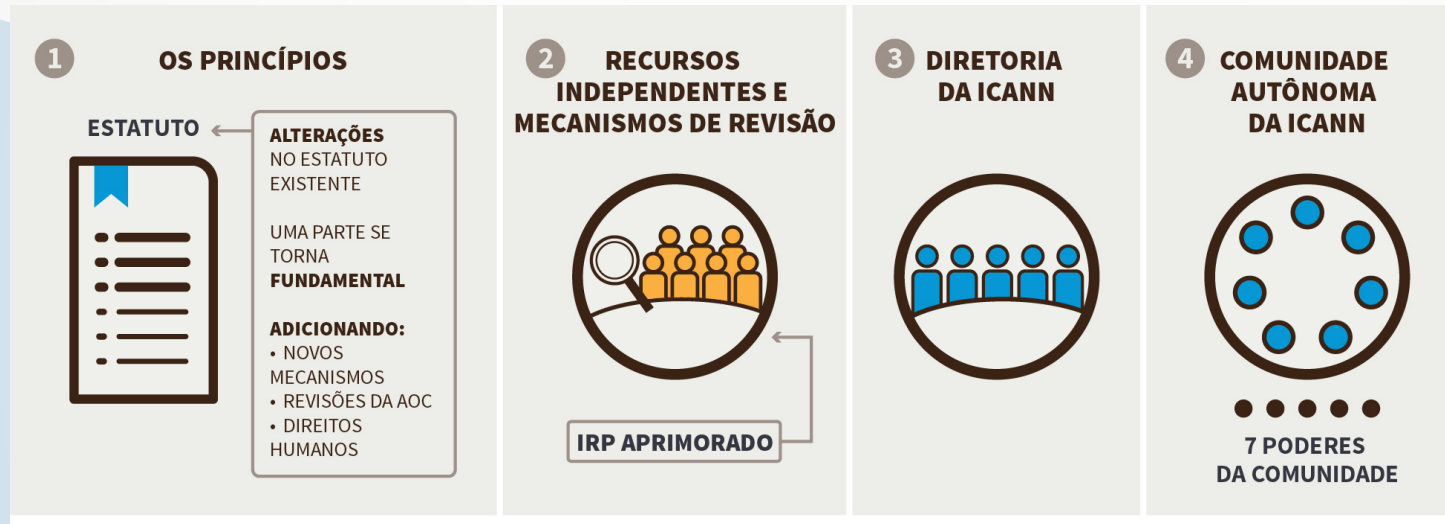 1
OS PRINCÍPIOS
ESTATUTO
ALTERAÇÕES
NO ESTATUTO
EXISTENTE
UMA PARTE SE
TORNA
FUNDAMENTAL
ADICIONANDO:
• NOVOS
MECANISMOS
• REVISÕES DA AOC
• DIREITOS
HUMANOS
2
RECURSOS
INDEPENDENTES E
MECANISMOS DE REVISÃO
IRP APRIMORADO
3
DIRETORIA
DA ICANN
4
COMUNIDADE
AUTÔNOMA
DA ICANN
7 PODERES
DA COMUNIDADE